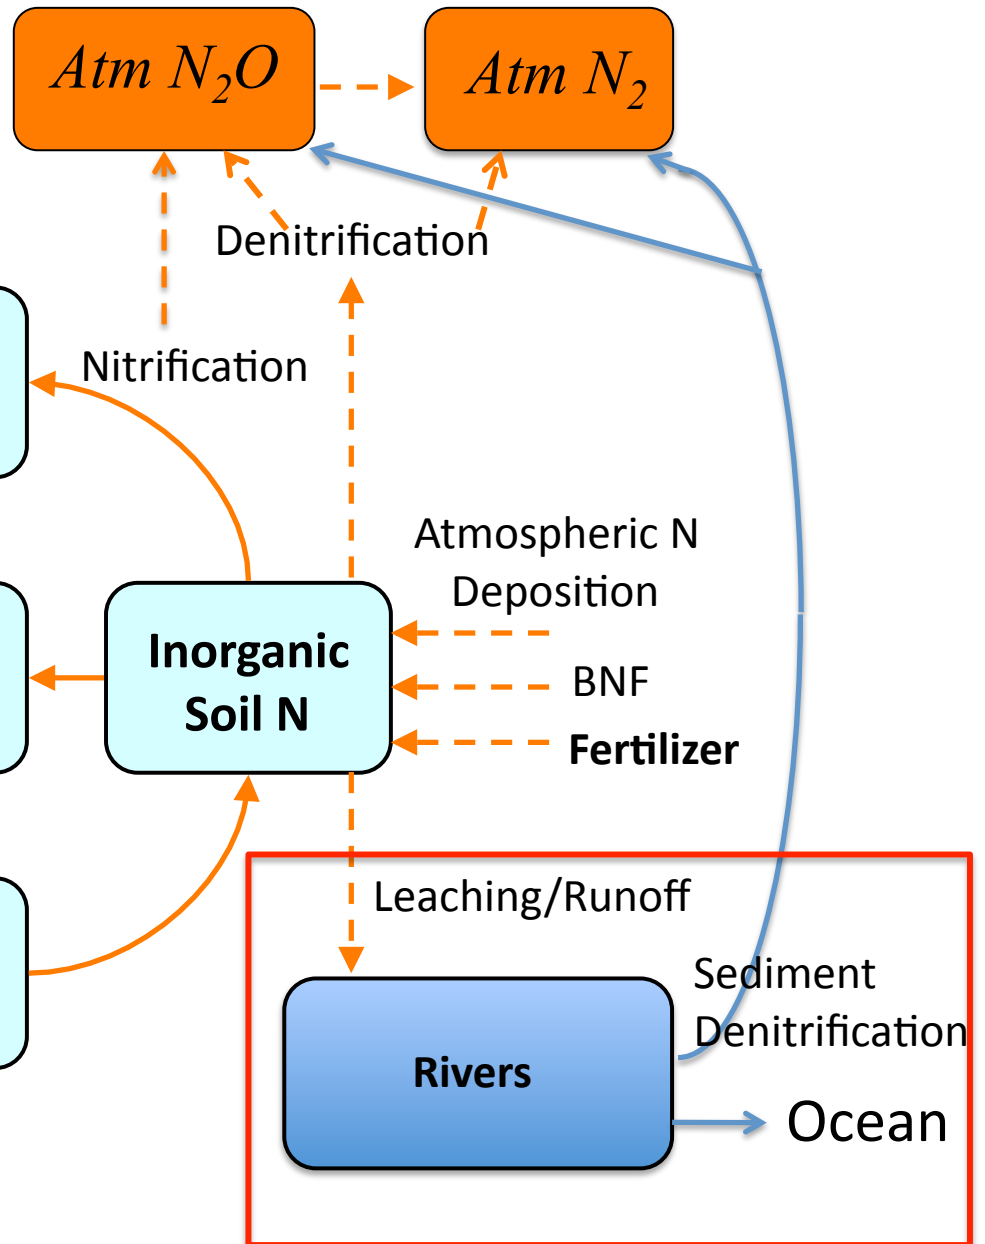 Atm N₂O
Atm N₂
Denitrification
Nitrification
Atmospheric N
Deposition
Inorganic
Soil N
BNF
Fertilizer
Leaching/Runoff
Sediment
Denitrification
Rivers
Ocean